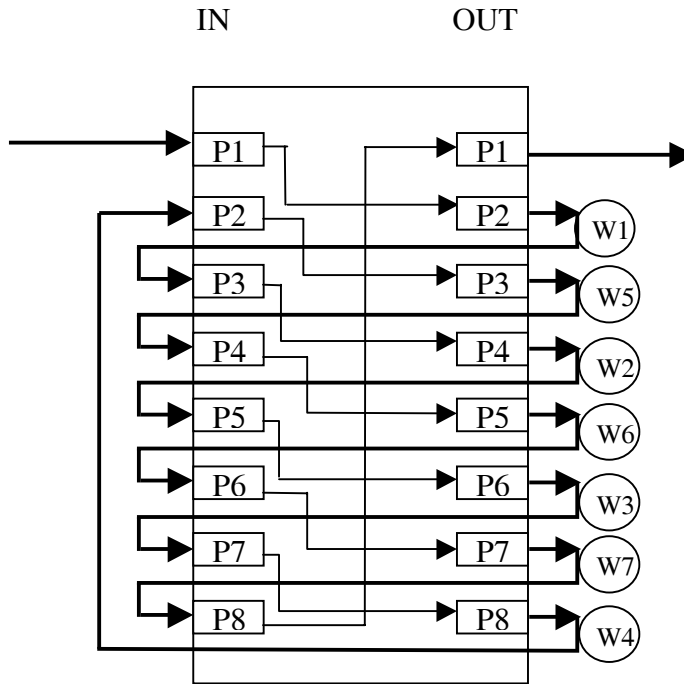 IN OUT
P1 P1
P2 P2 W1
P3 P3 W5
P4 P4 W2
P5 P5 W6
P6 P6 W3
P7 P7 W7
P8 P8 W4